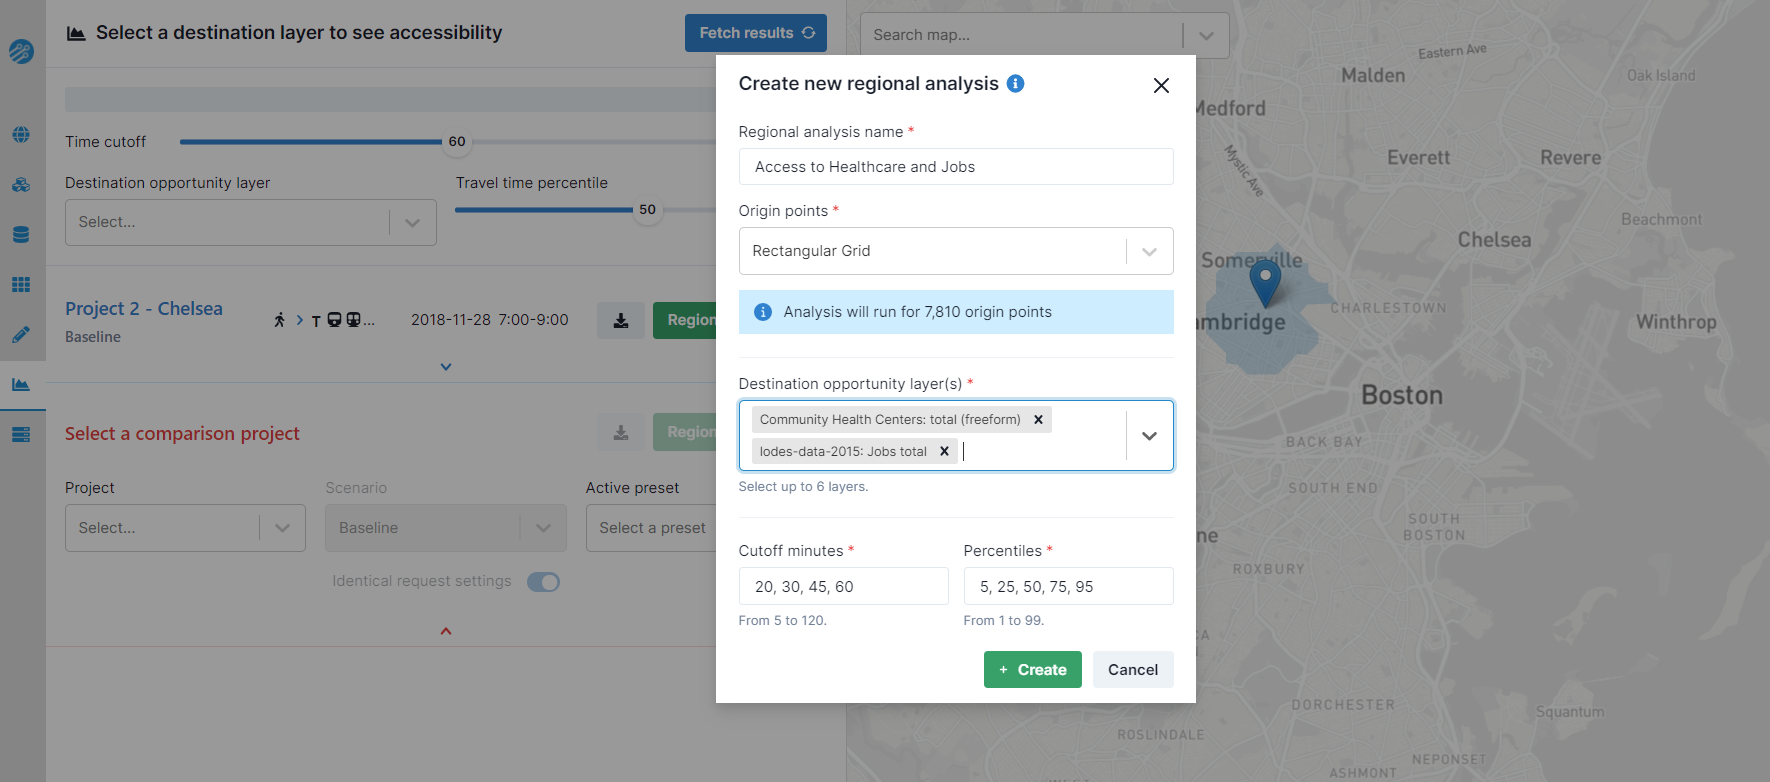 Select a destination layer to see accessibility
Fetch results
Time cutoff
60
Destination opportunity layer
Travel time percentile
Select...
50
Project 2 - Chelsea
Baseline
T
...
2018-11-28 7:00-9:00
Region
Select a comparison project
Region
Project
Scenario
Active preset
Select...
Baseline
Select a preset
Identical request settings
Create new regional analysis
Regional analysis name *
Access to Healthcare and Jobs
Origin points *
Rectangular Grid
Analysis will run for 7,810 origin points
Destination opportunity layer(s) *
Community Health Centers: total (freeform)
lodes-data-2015: Jobs total
Select up to 6 layers.
Cutoff minutes *
Percentiles *
20, 30, 45, 60
5, 25, 50, 75, 95
From 5 to 120.
From 1 to 99.
+ Create
Cancel
Search map...
Eastern Ave
Malden
Oak Island
Medford
Mystic Ave
Everett
Revere
Beachmont
Chelsea
Somerville
CHARLESTOWN
mbridge
Winthrop
Boston
BACK BAY
SOUTH END
SOUTH
BOSTON
ne
ROXBURY
CA
DORCHESTER
Squantum
ROSLINDALE
NEPONSET
ASHMONT